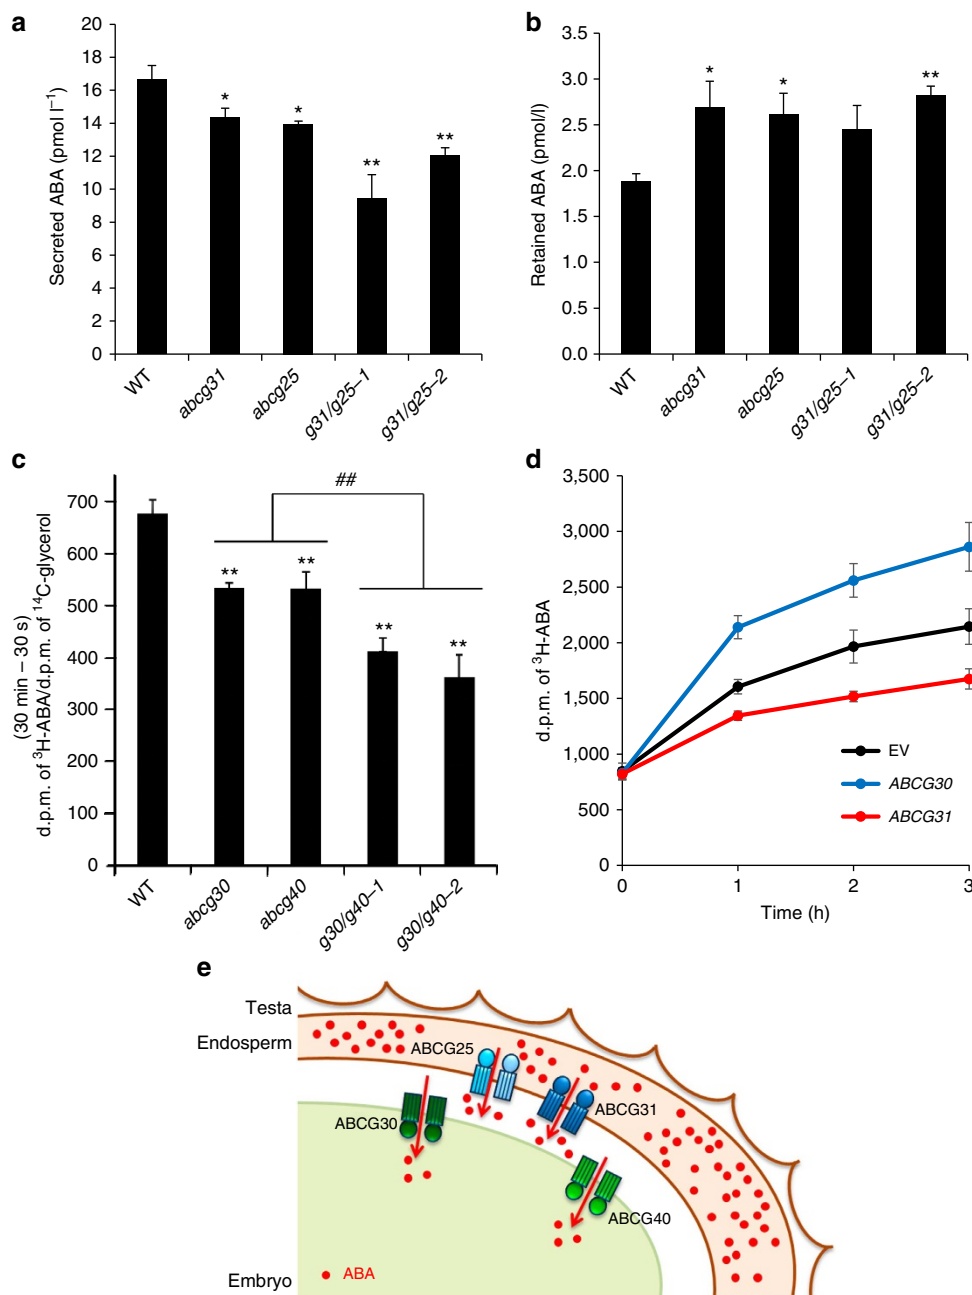 a
Secreted ABA (pmol l⁻¹)
20
18
16
14
12
10
8
6
4
2
0
* * ** **
WT abcg31 abcg25 g31/g25–1 g31/g25–2
b
Retained ABA (pmol/l)
3.5
3.0
2.5
2.0
1.5
1.0
0.5
0.0
* * **
WT abcg31 abcg25 g31/g25–1 g31/g25–2
c
(30 min – 30 s)
d.p.m. of ³H-ABA/d.p.m. of ¹⁴C-glycerol
700
600
500
400
300
200
100
0
##
** ** ** **
WT abcg30 abcg40 g30/g40–1 g30/g40–2
d
d.p.m. of ³H-ABA
3,500
3,000
2,500
2,000
1,500
1,000
500
0
EV
ABCG30
ABCG31
0 1 2 3
Time (h)
e
Testa
Endosperm
ABCG25
ABCG31
ABCG30
ABCG40
Embryo
ABA